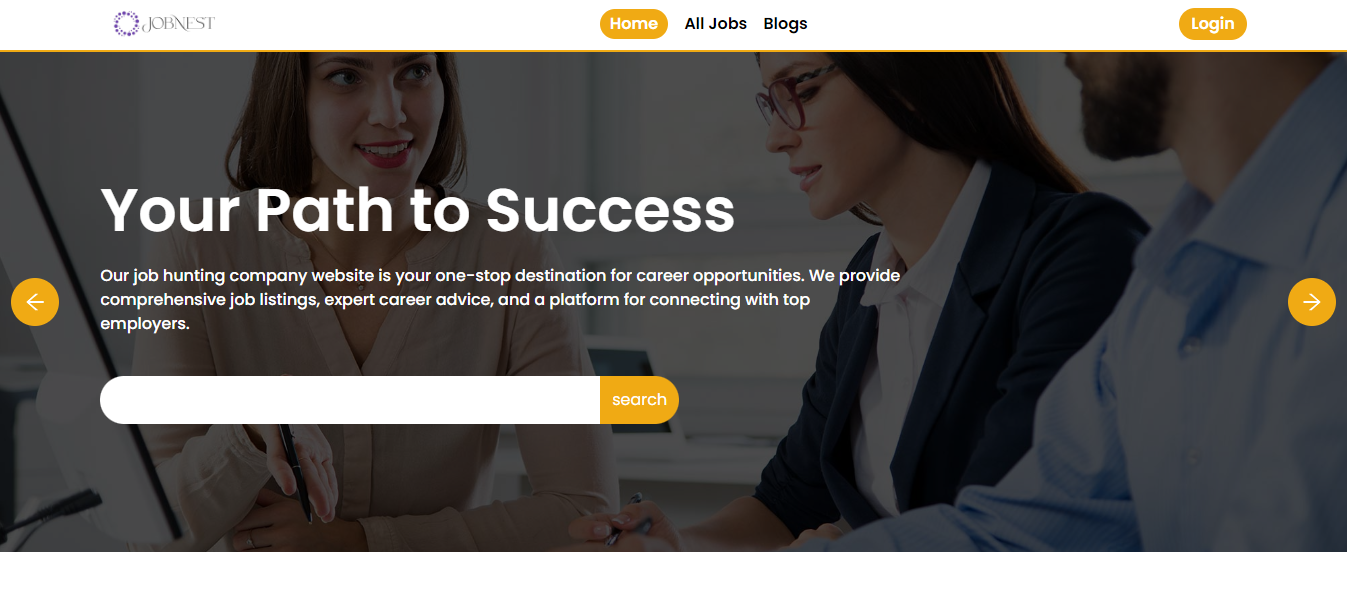 JOBNEST
Home All Jobs Blogs
Login
Your Path to Success
Our job hunting company website is your one-stop destination for career opportunities. We provide
comprehensive job listings, expert career advice, and a platform for connecting with top
employers.
search